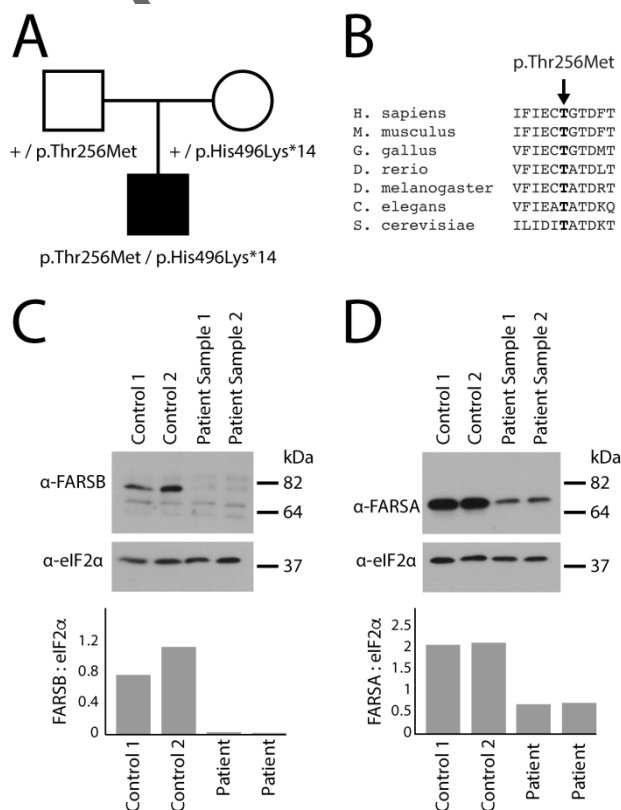 A
+ / p.Thr256Met
+ / p.His496Lys*14
p.Thr256Met / p.His496Lys*14
B
p.Thr256Met
H. sapiens IFIECTGTDFT
M. musculus IFIECTGTDFT
G. gallus VFIECTGTDMT
D. rerio VFIECTATDLT
D. melanogaster VFIECTATDRT
C. elegans VFIEATATDKQ
S. cerevisiae ILIDITATDKT
C
Control 1
Control 2
Patient Sample 1
Patient Sample 2
kDa
α-FARSB
82
64
α-eIF2α
37
FARSB : eIF2α
1.2
0.8
0.4
0
Control 1
Control 2
Patient
Patient
D
Control 1
Control 2
Patient Sample 1
Patient Sample 2
kDa
α-FARSA
82
64
α-eIF2α
37
FARSA : eIF2α
2.5
2
1.5
1
0.5
0
Control 1
Control 2
Patient
Patient